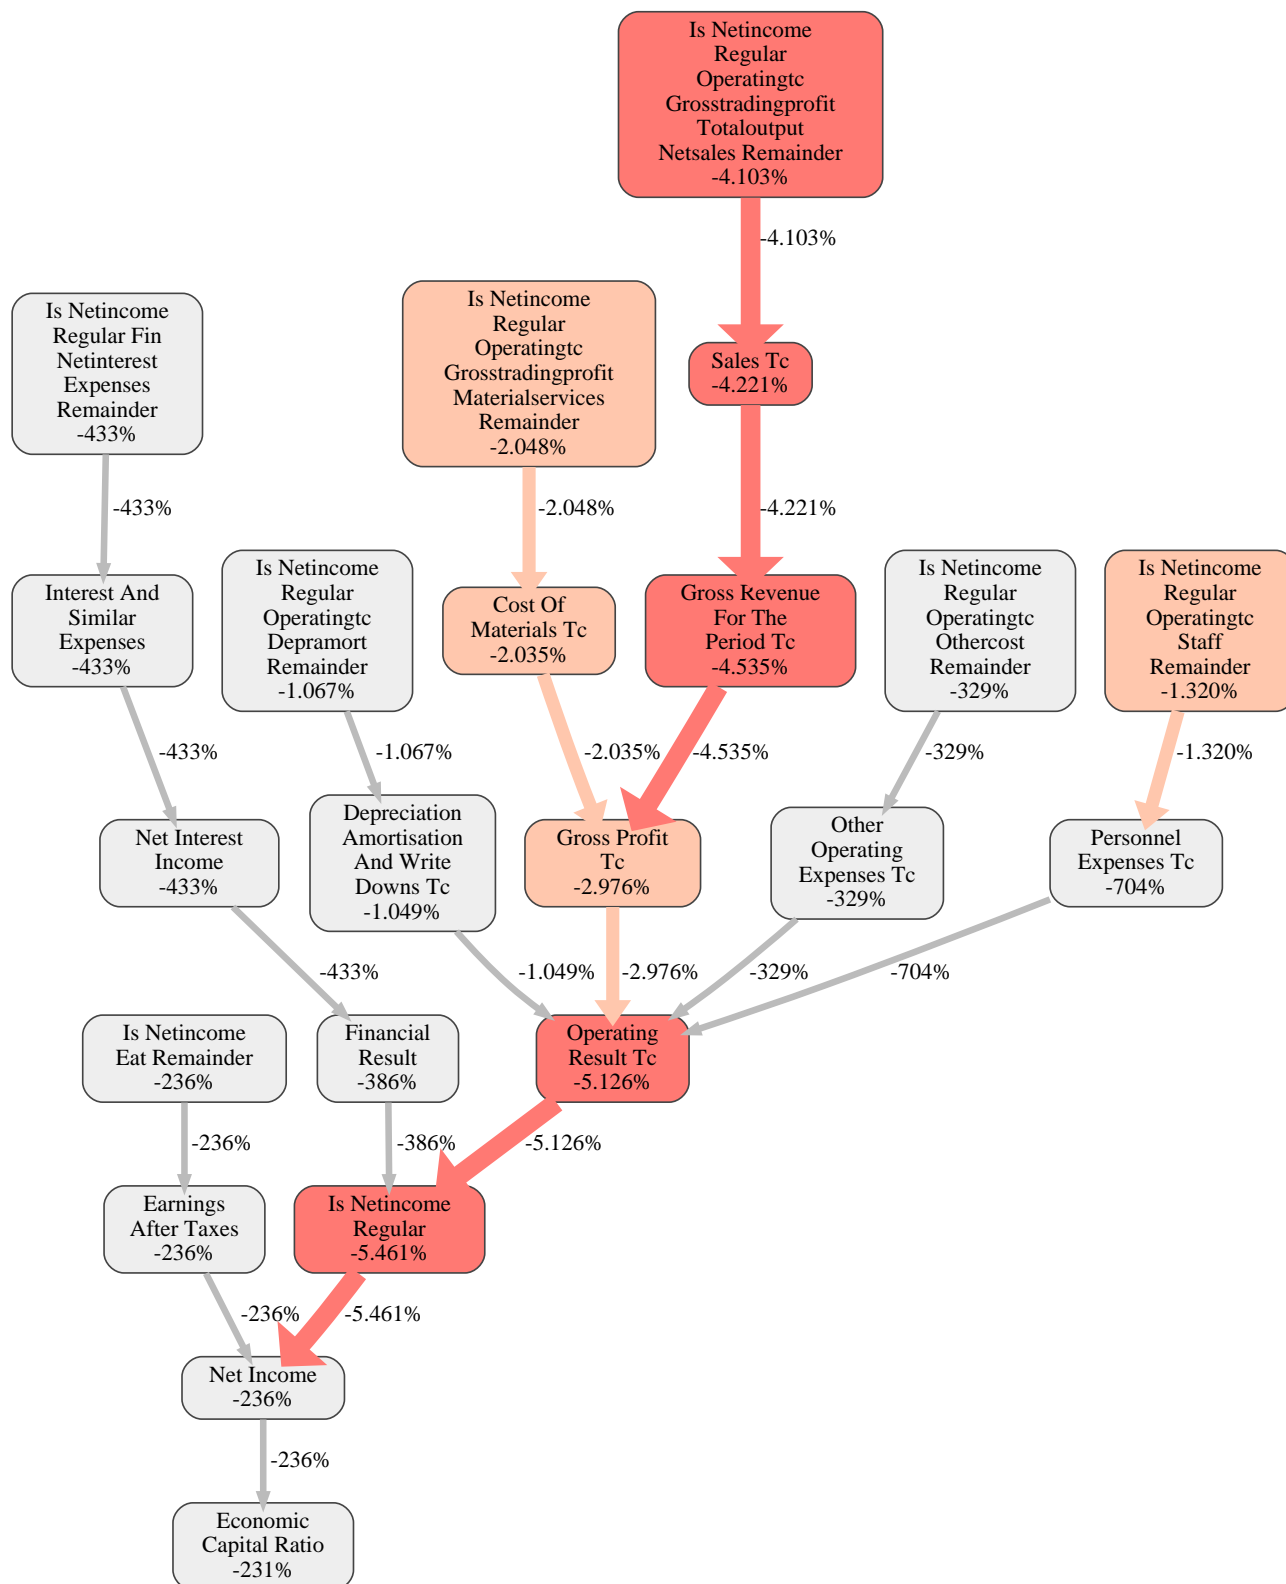 Is Netincome
Regular
Operatingtc
Grosstradingprofit
Totaloutput
Netsales Remainder
-4.103%
-4.103%
Is Netincome
Regular Fin
Netinterest
Expenses
Remainder
-433%
Is Netincome
Regular
Operatingtc
Grosstradingprofit
Materialservices
Remainder
-2.048%
Sales Tc
-4.221%
-433%
-2.048%
-4.221%
Interest And
Similar
Expenses
-433%
Is Netincome
Regular
Operatingtc
Depramort
Remainder
-1.067%
Cost Of
Materials Tc
-2.035%
Gross Revenue
For The
Period Tc
-4.535%
Is Netincome
Regular
Operatingtc
Othercost
Remainder
-329%
Is Netincome
Regular
Operatingtc
Staff
Remainder
-1.320%
-433%
-1.067%
-2.035%
-4.535%
-329%
-1.320%
Net Interest
Income
-433%
Depreciation
Amortisation
And Write
Downs Tc
-1.049%
Gross Profit
Tc
-2.976%
Other
Operating
Expenses Tc
-329%
Personnel
Expenses Tc
-704%
-433%
-1.049%
-2.976%
-329%
-704%
Is Netincome
Eat Remainder
-236%
Financial
Result
-386%
Operating
Result Tc
-5.126%
-236%
-386%
-5.126%
Earnings
After Taxes
-236%
Is Netincome
Regular
-5.461%
-236%
-5.461%
Net Income
-236%
-236%
Economic
Capital Ratio
-231%